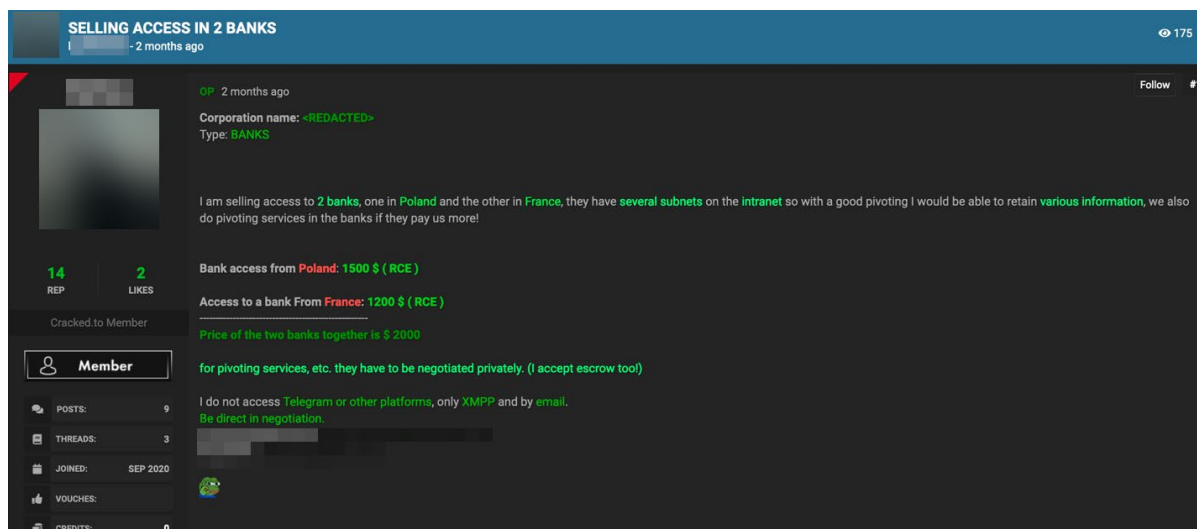 SELLING ACCESS IN 2 BANKS
- 2 months ago
175
OP 2 months ago
Follow
Corporation name: <REDACTED>
Type: BANKS
I am selling access to 2 banks, one in Poland and the other in France, they have several subnets on the intranet so with a good pivoting I would be able to retain various information, we also
do pivoting services in the banks if they pay us more!
14
REP
2
LIKES
Cracked.to Member
Member
POSTS: 9
THREADS: 3
JOINED: SEP 2020
VOUCHES:
CREDITS: 0
Bank access from Poland: 1500 $ ( RCE )
Access to a bank From France: 1200 $ ( RCE )
Price of the two banks together is $ 2000
for pivoting services, etc. they have to be negotiated privately. (I accept escrow too!)
I do not access Telegram or other platforms, only XMPP and by email.
Be direct in negotiation.